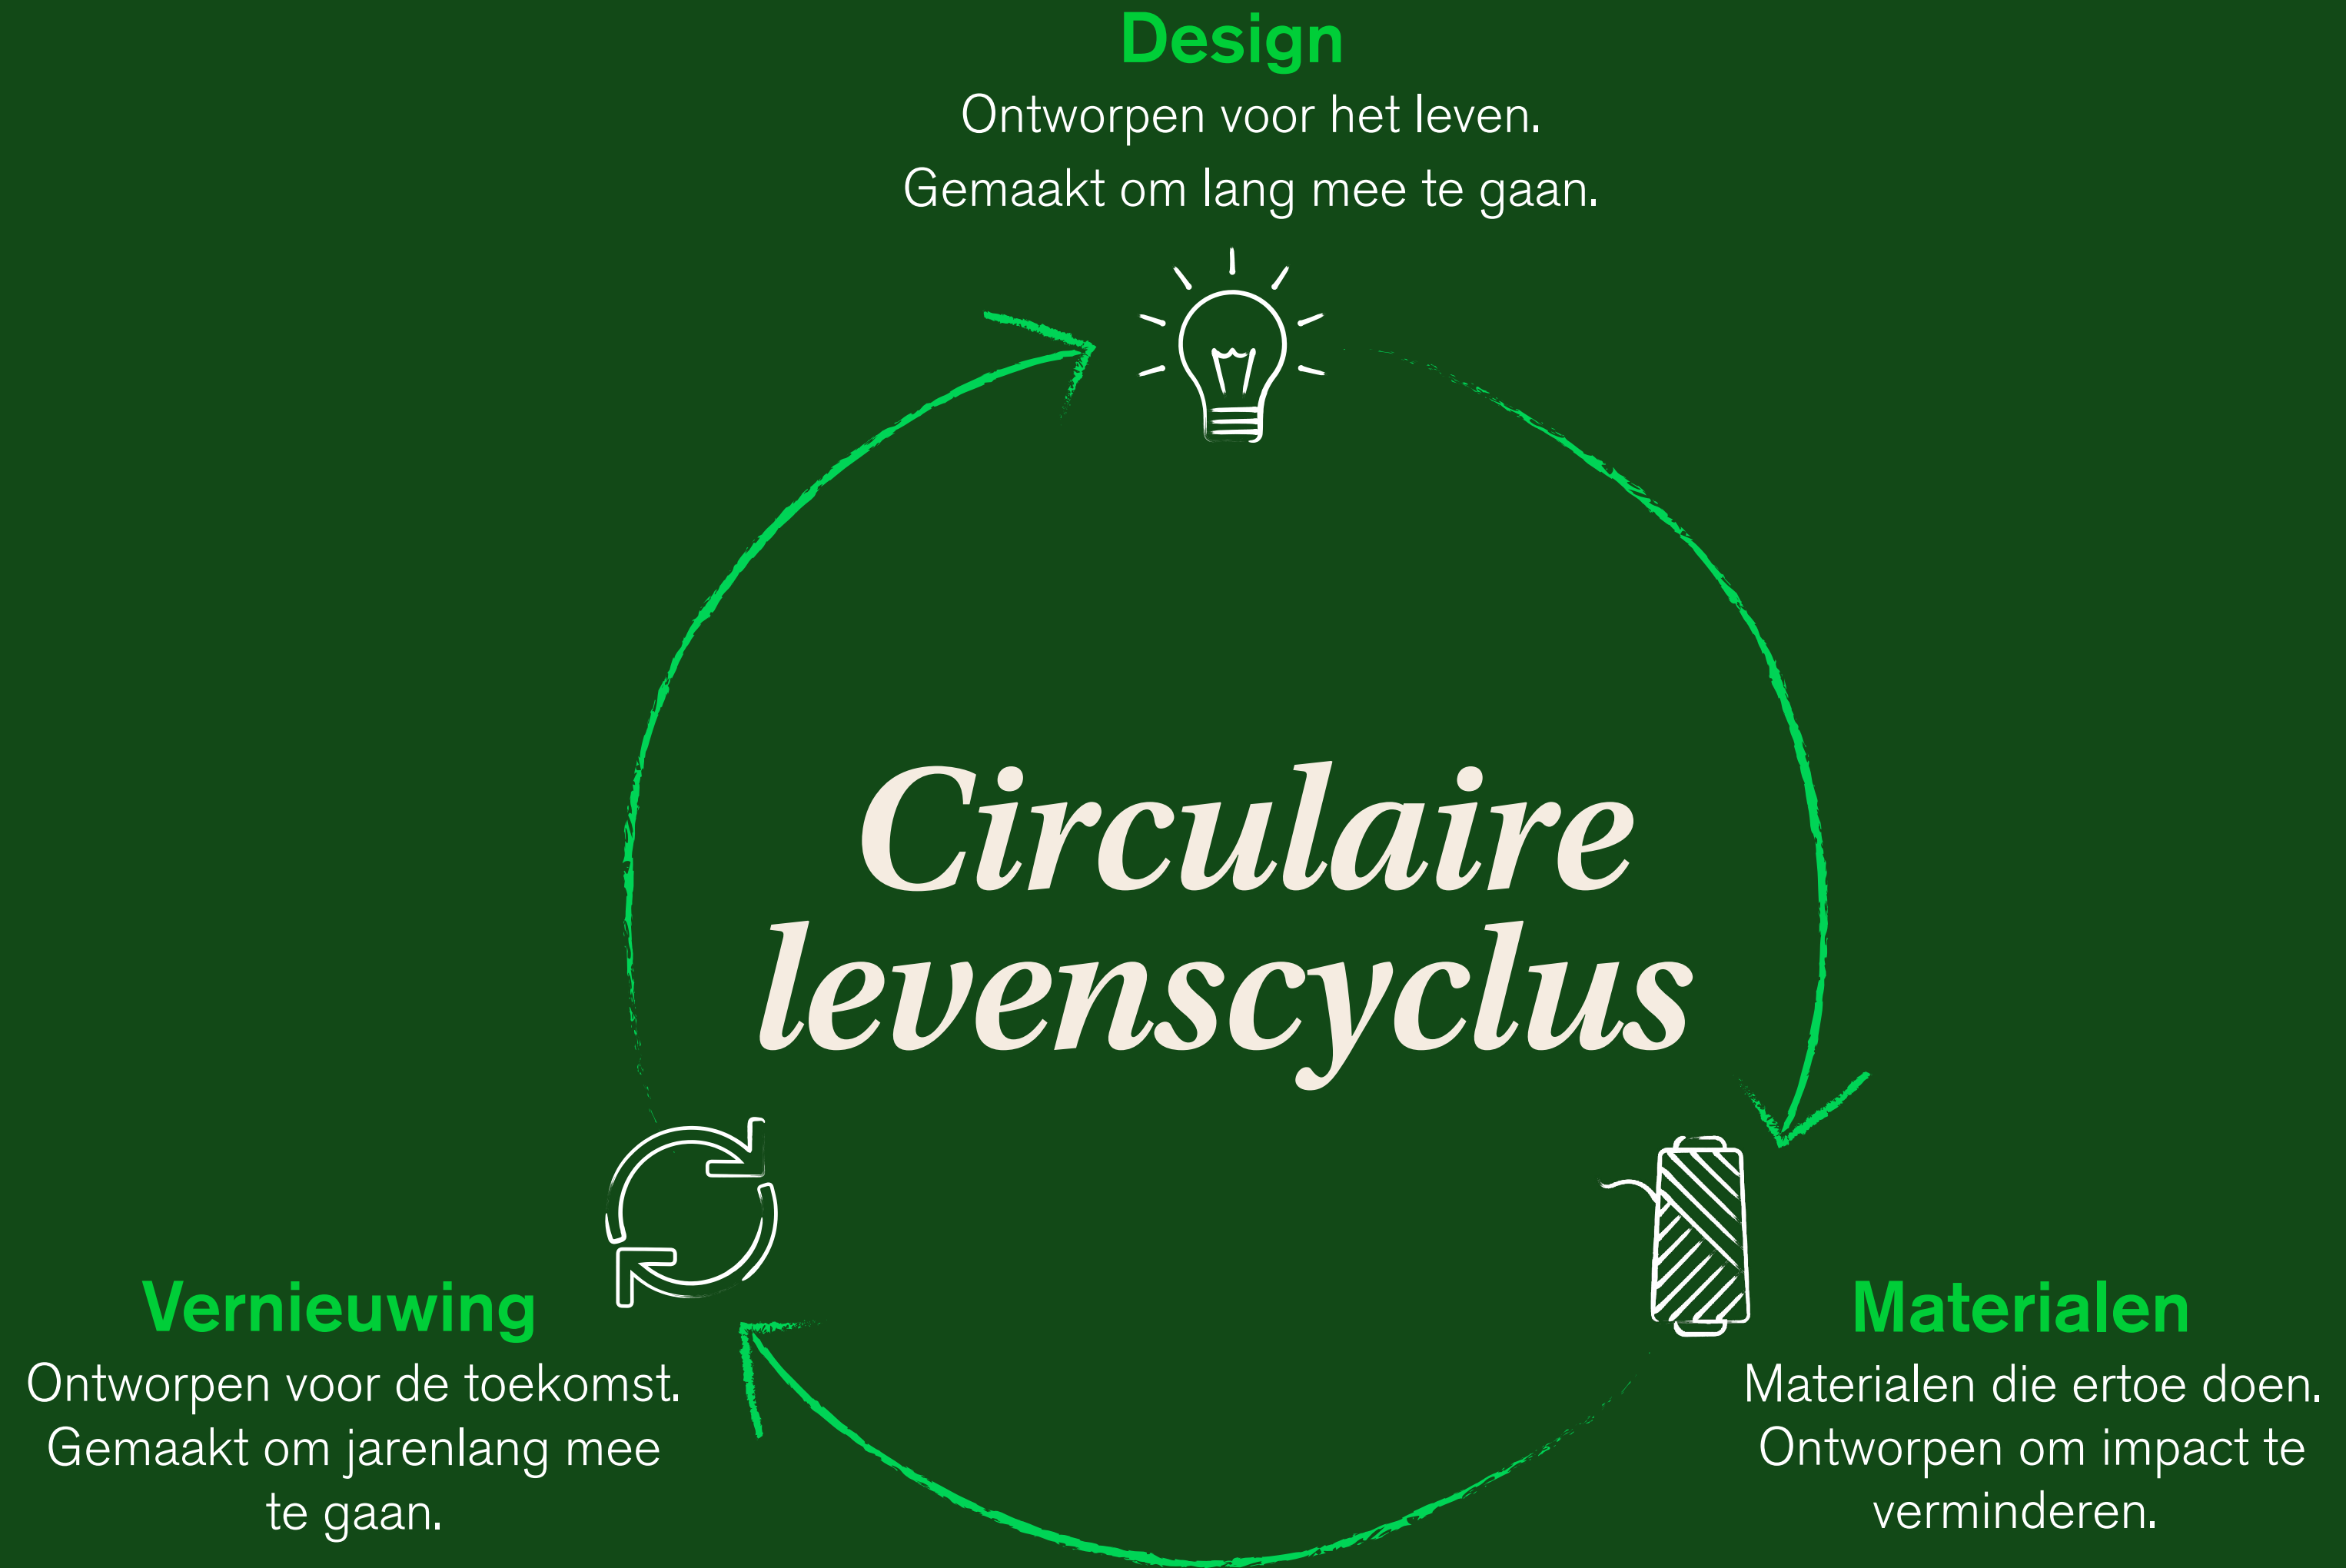 Design
Ontworpen voor het leven.
Gemaakt om lang mee te gaan.
Circulaire
levenscyclus
Vernieuwing
Ontworpen voor de toekomst.
Gemaakt om jarenlang mee
te gaan.
Materialen
Materialen die ertoe doen.
Ontworpen om impact te
verminderen.